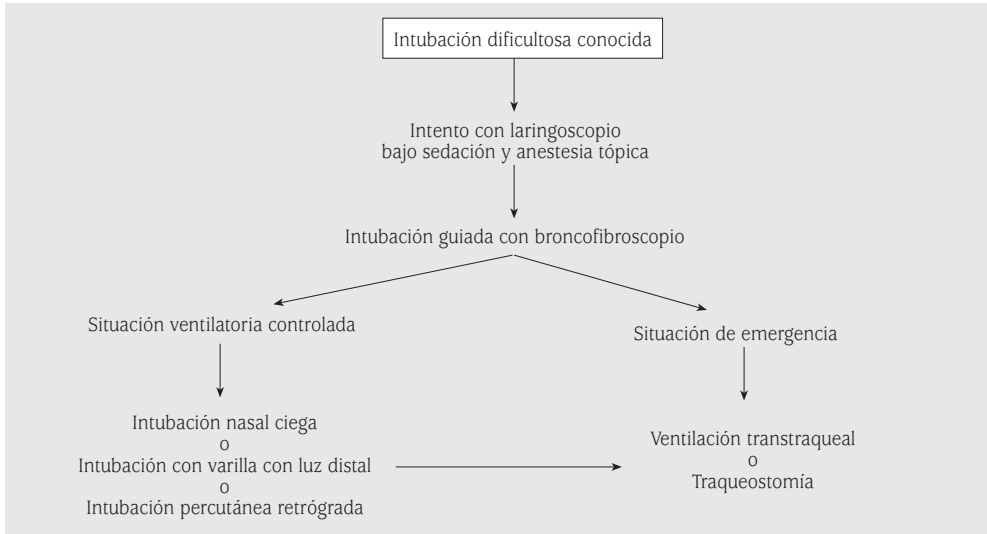 Intubación dificultosa conocida
Intento con laringoscopio
bajo sedación y anestesia tópica
Intubación guiada con broncofibroscopio
Situación ventilatoria controlada
Situación de emergencia
Intubación nasal ciega
o
Intubación con varilla con luz distal
o
Intubación percutánea retrógrada
Ventilación transtraqueal
o
Traqueostomía